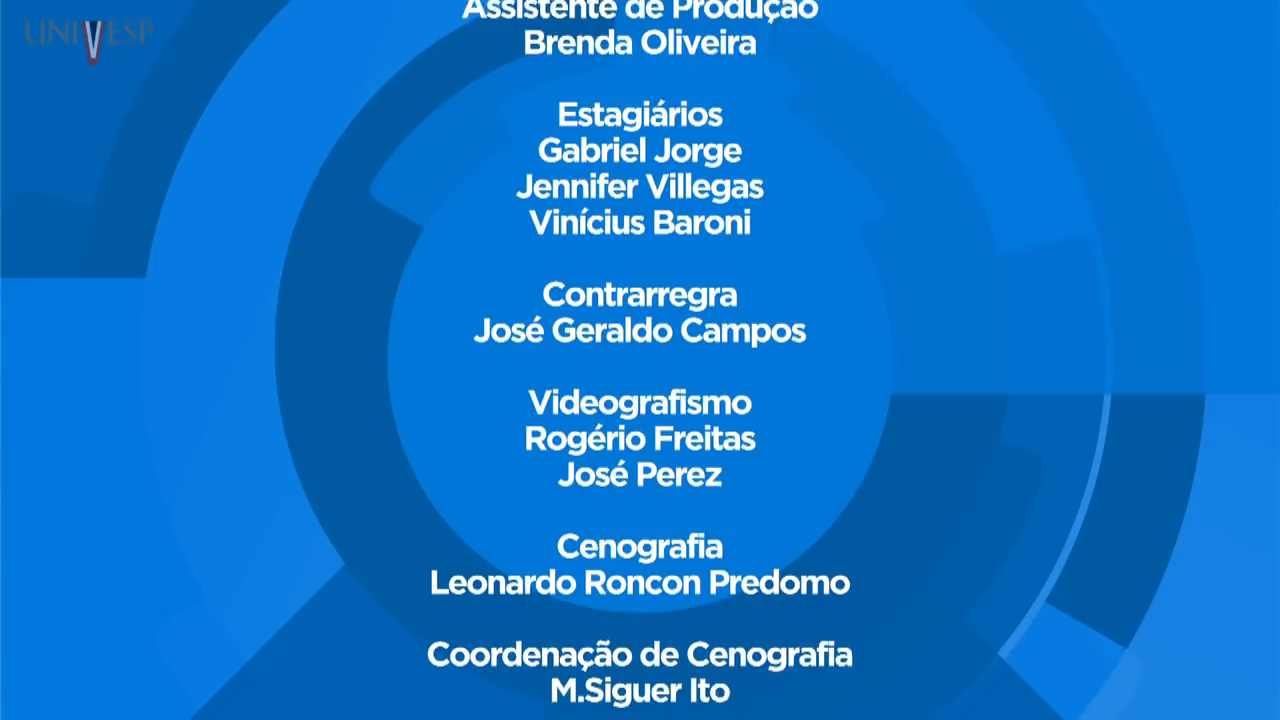 UNIVESP
Assistente de Produção
Brenda Oliveira
Estagiários
Gabriel Jorge
Jennifer Villegas
Vinícius Baroni
Contrarregra
José Geraldo Campos
Videografismo
Rogério Freitas
José Perez
Cenografia
Leonardo Roncon Predomo
Coordenação de Cenografia
M.Siguer Ito